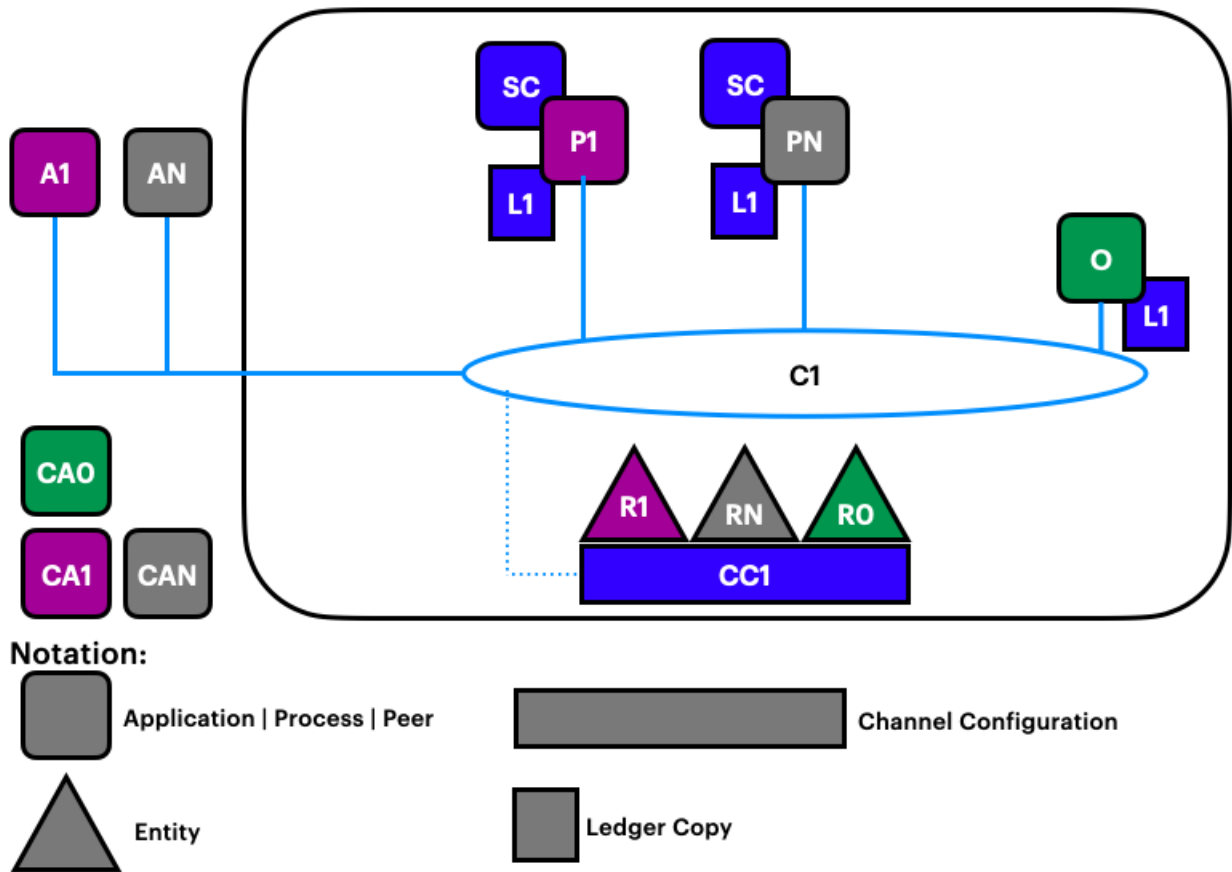 SC
SC
P1
PN
A1
AN
L1
L1
O
L1
C1
CA0
R1
RN
R0
CA1
CAN
CC1
Notation:
Application | Process | Peer
Channel Configuration
Entity
Ledger Copy